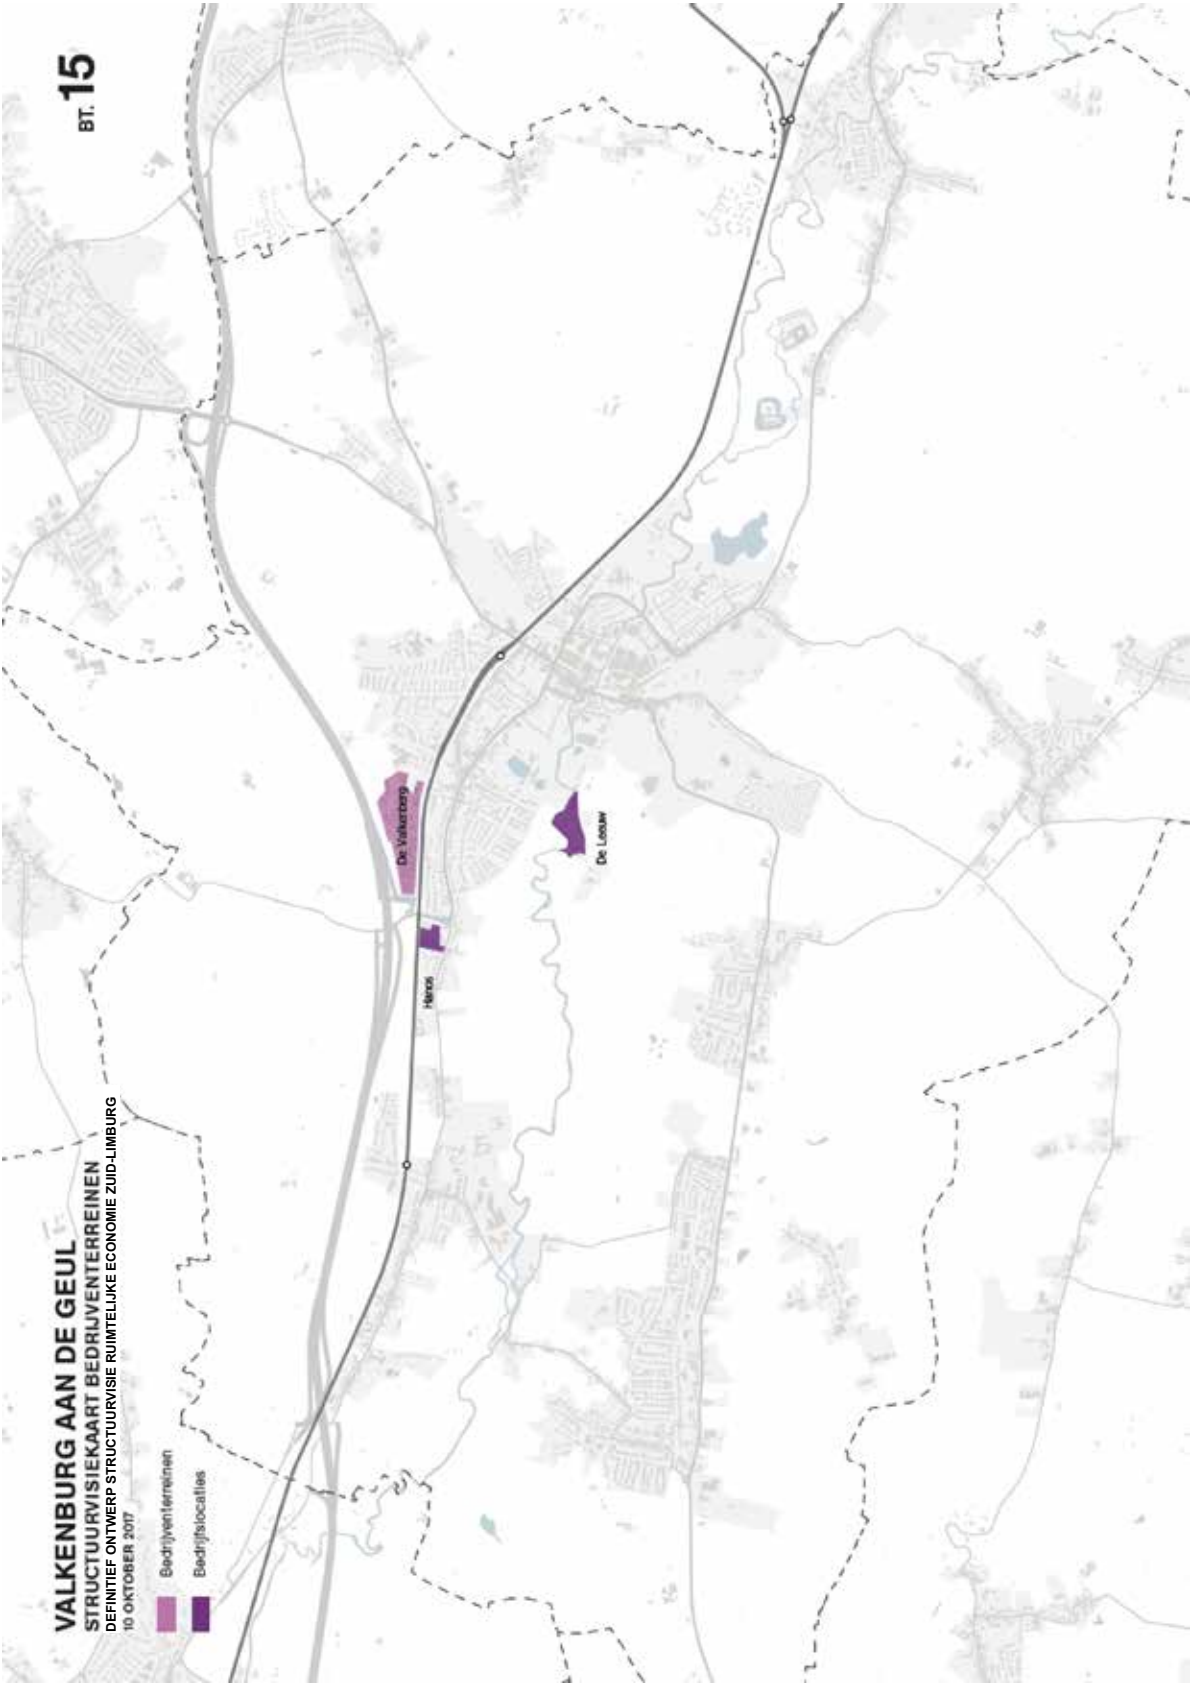 VALKENBURG AAN DE GEUL
STRUCTUURVISIEKAART BEDRIJVENTERREINEN
DEFINITIEF ONTWERP STRUCTUURVISIE RUIMTELIJKE ECONOMIE ZUID-LIMBURG
10 OKTOBER 2017
Bedrijventerreinen
Bedrijfslocaties
BT. 15
De Valkenberg
Hanos
De Leeuw